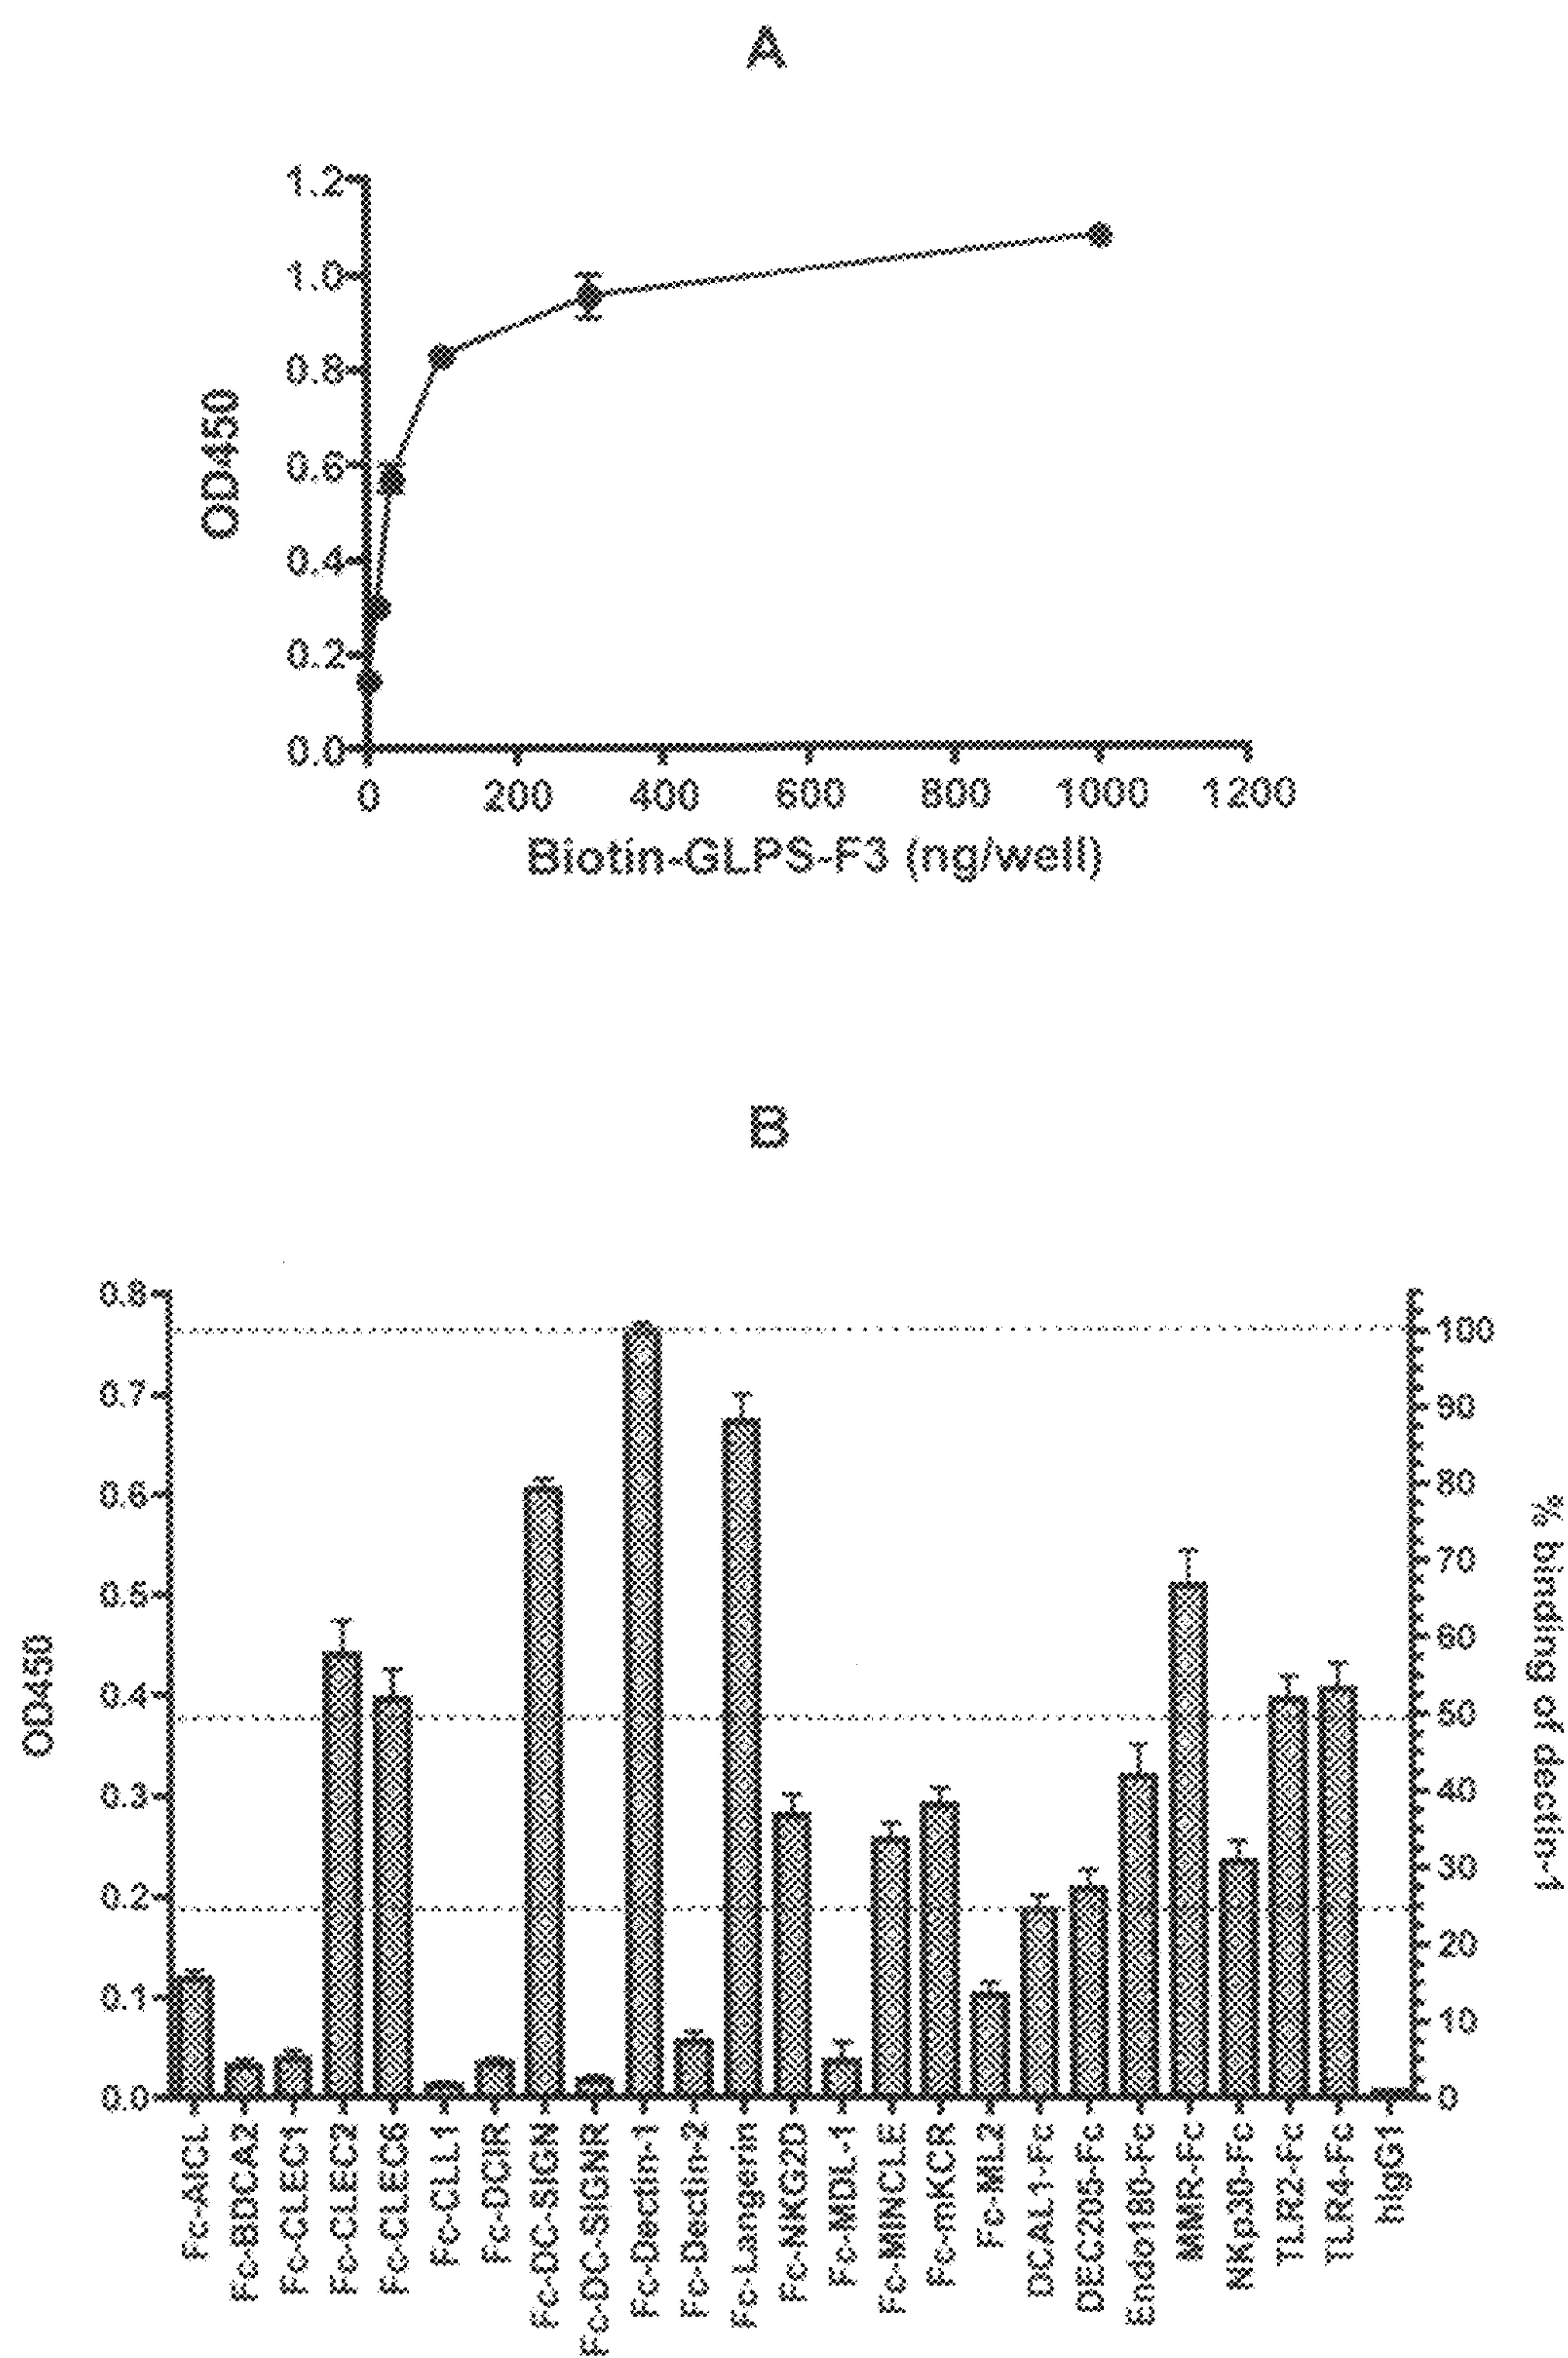 A
1.2
1.0
0.8
0.6
0.4
0.2
0.0
OD450
0 200 400 600 800 1000 1200
Biotin-GLPS-F3 (ng/well)
B
0.8
0.7
0.6
0.5
0.4
0.3
0.2
0.1
0.0
OD450
100
90
80
70
60
50
40
30
20
10
0
% binding of dectin-1
Fc-AICL
Fc-BDCA2
Fc-CLEC1
Fc-CLEC2
Fc-CLEC6
Fc-CLL1
Fc-DCIR
Fc-DC-SIGN
Fc-DC-SIGNR
Fc-Dectin-1
Fc-Dectin-2
Fc-Langerin
Fc-NKG2D
Fc-MDL-1
Fc-MINCLE
Fc-mKCR
Fc-ML2
DCAL1-Fc
DEC205-Fc
Endo180-Fc
MMR-Fc
NKp30-Fc
TLR2-Fc
TLR4-Fc
hIgG1